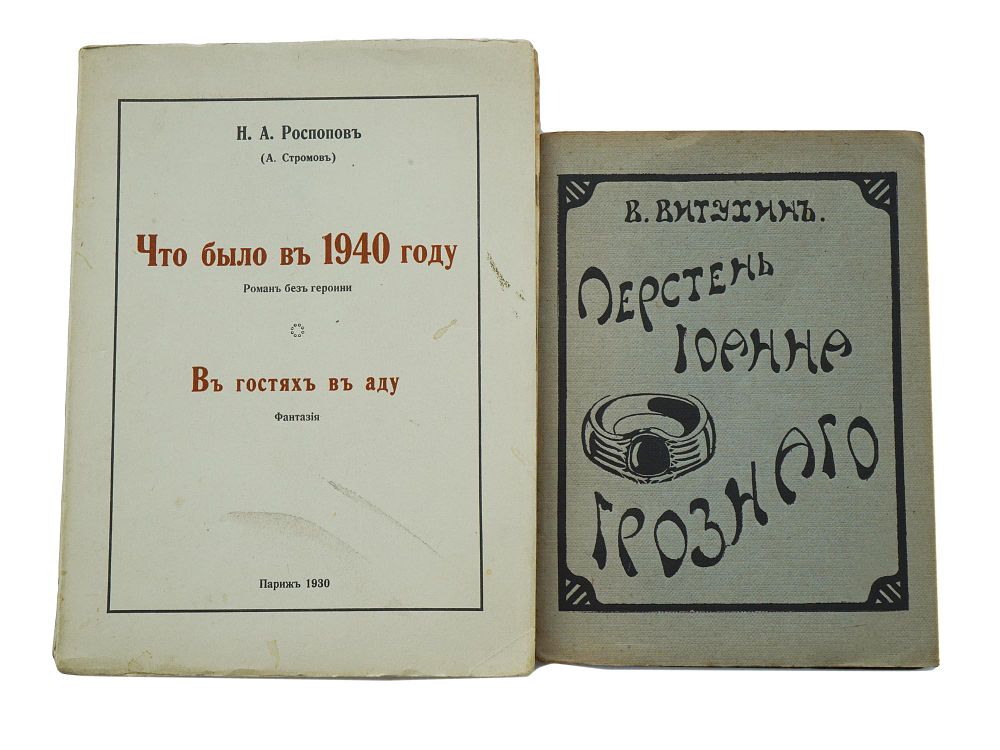 Н. А. Роспоповъ
(А. Стромовъ)
Что было въ 1940 году
Романъ безъ героини
Въ гостяхъ въ аду
Фантазія
Парижъ 1930
В. ВИТУХИНЪ.
ПЕРСТЕНЬ
ІОАННА
ГРОЗНАГО